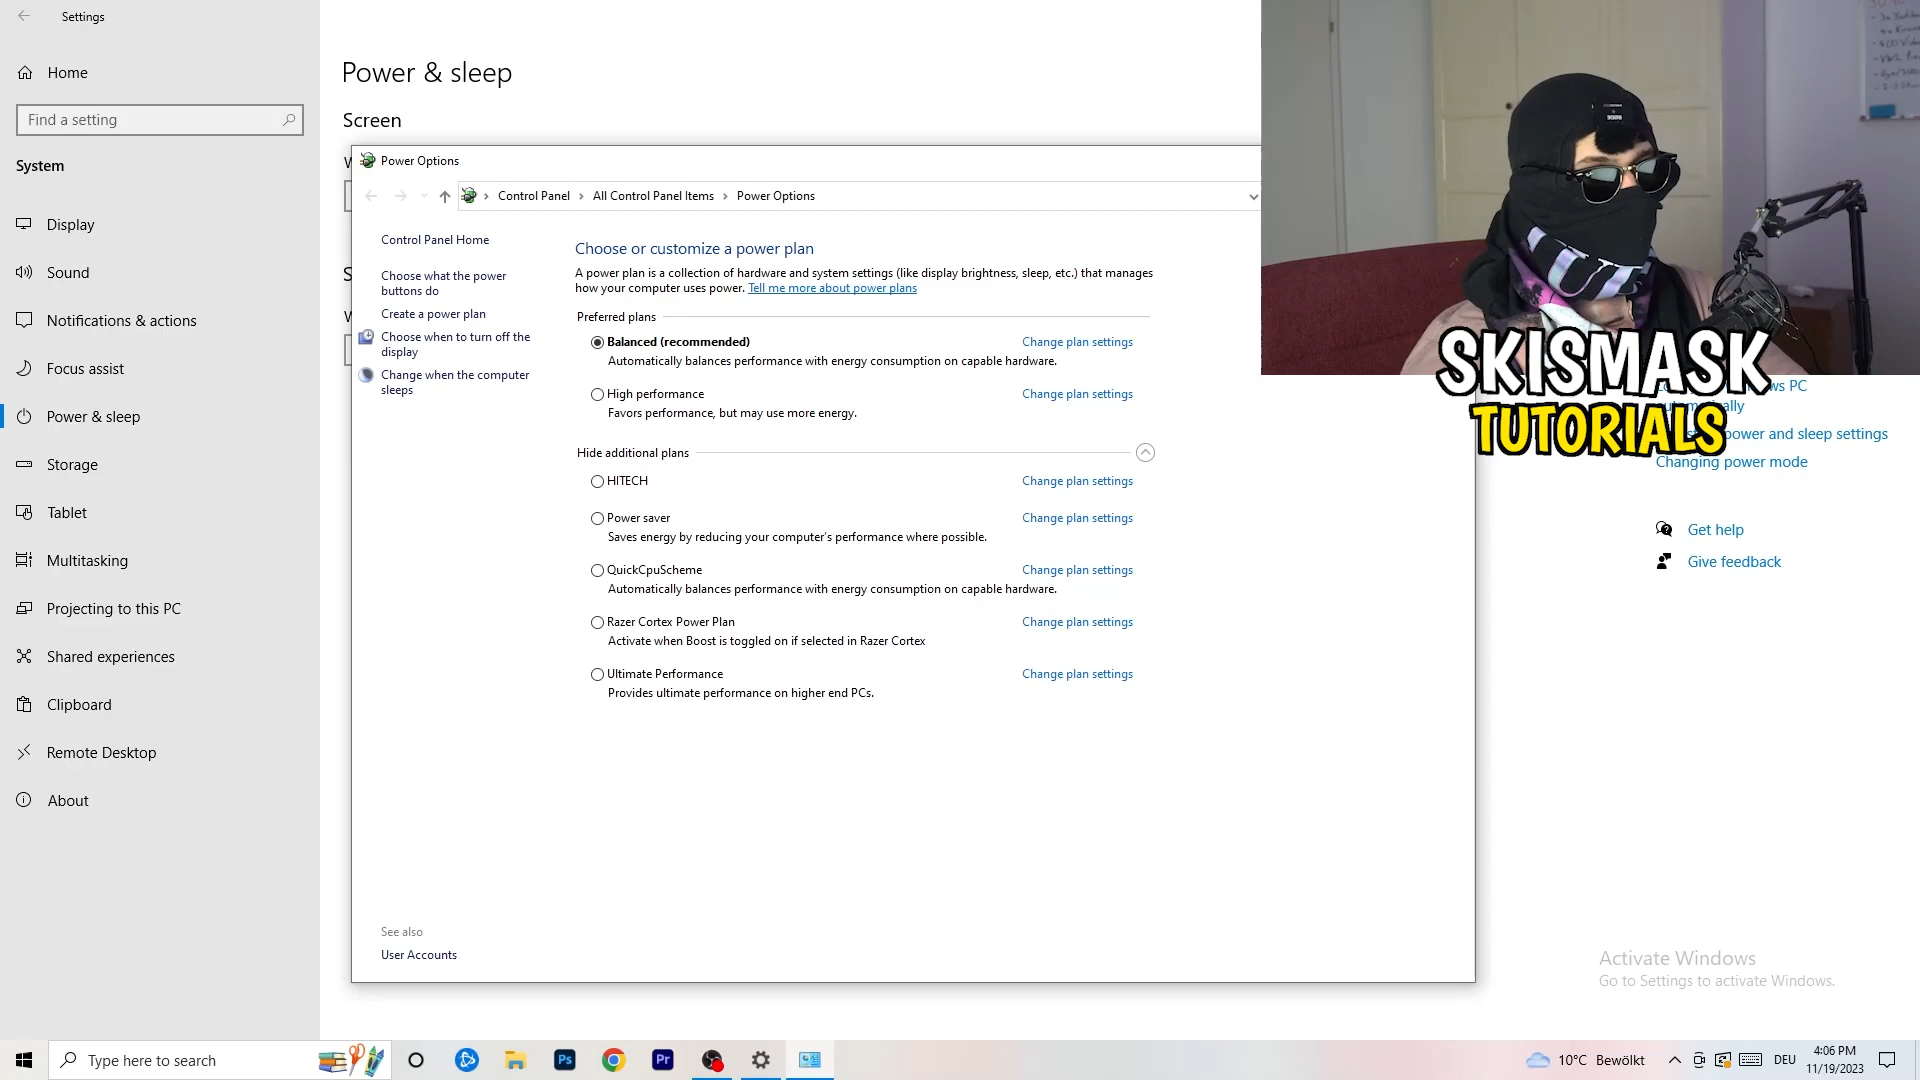 Settings
Home
Find a setting
System
Display
Sound
Notifications & actions
Focus assist
Power & sleep
Storage
Tablet
Multitasking
Projecting to this PC
Shared experiences
Clipboard
Remote Desktop
About
Power & sleep
Screen
Power Options
Control Panel
All Control Panel Items
Power Options
Control Panel Home
Choose what the power
buttons do
Create a power plan
Choose when to turn off the
display
Change when the computer
sleeps
See also
User Accounts
Choose or customize a power plan
A power plan is a collection of hardware and system settings (like display brightness, sleep, etc.) that manages
how your computer uses power. Tell me more about power plans
Preferred plans
Balanced (recommended) Change plan settings
Automatically balances performance with energy consumption on capable hardware.
High performance Change plan settings
Favors performance, but may use more energy.
Hide additional plans
HITECH Change plan settings
Power saver Change plan settings
Saves energy by reducing your computer's performance where possible.
QuickCpuScheme Change plan settings
Automatically balances performance with energy consumption on capable hardware.
Razer Cortex Power Plan Change plan settings
Activate when Boost is toggled on if selected in Razer Cortex
Ultimate Performance Change plan settings
Provides ultimate performance on higher end PCs.
SKISMASK
TUTORIALS
PC
power and sleep settings
Changing power mode
Get help
Give feedback
Activate Windows
Go to Settings to activate Windows.
Type here to search
Ps
Pr
10°C Bewölkt
DEU
4:06 PM
11/19/2023